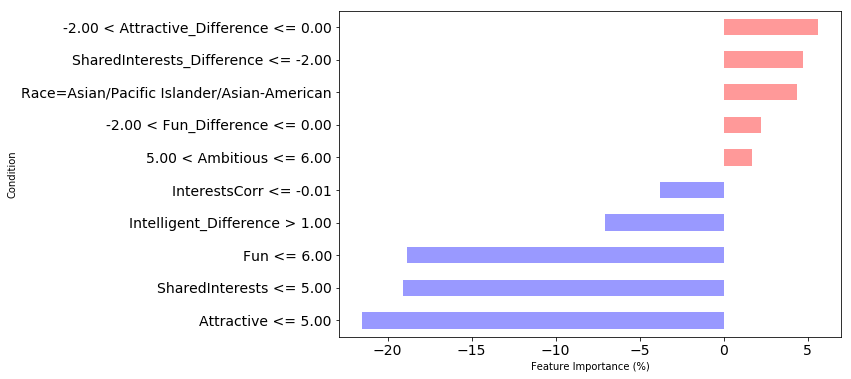 -2.00 < Attractive_Difference <= 0.00
SharedInterests_Difference <= -2.00
Race=Asian/Pacific Islander/Asian-American
-2.00 < Fun_Difference <= 0.00
5.00 < Ambitious <= 6.00
InterestsCorr <= -0.01
Intelligent_Difference > 1.00
Fun <= 6.00
SharedInterests <= 5.00
Attractive <= 5.00
Condition
−20 −15 −10 −5 0 5
Feature Importance (%)